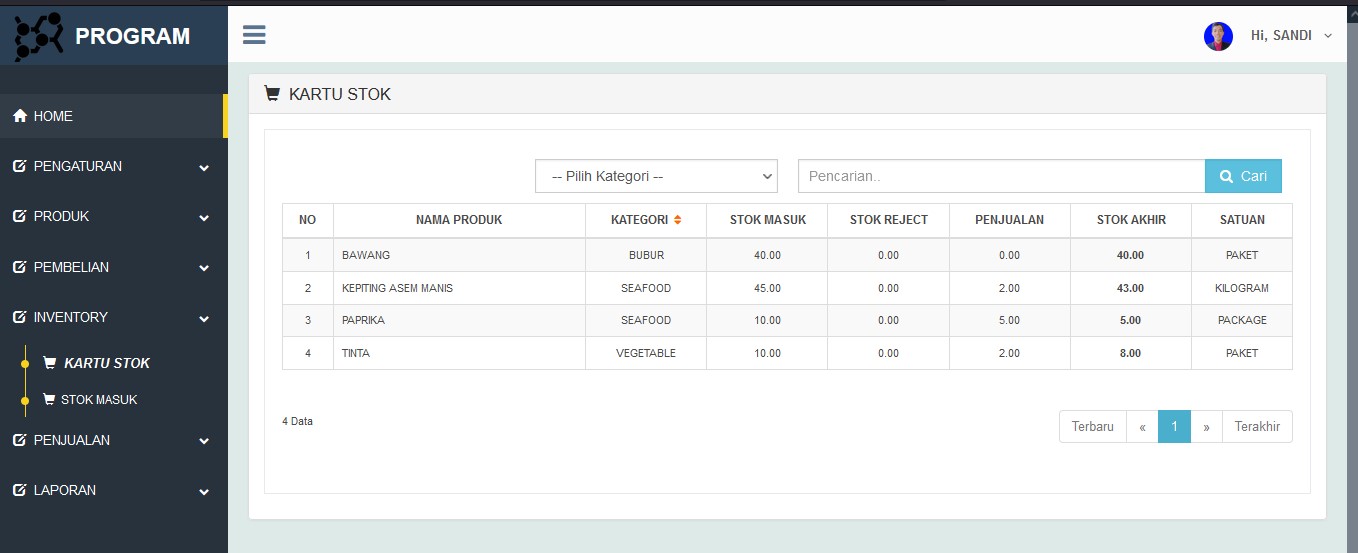 PROGRAM
Hi, SANDI
HOME
PENGATURAN
PRODUK
PEMBELIAN
INVENTORY
KARTU STOK
STOK MASUK
PENJUALAN
LAPORAN
KARTU STOK
-- Pilih Kategori -- Pencarian.. Cari
NO NAMA PRODUK KATEGORI STOK MASUK STOK REJECT PENJUALAN STOK AKHIR SATUAN
1 BAWANG BUBUR 40.00 0.00 0.00 40.00 PAKET
2 KEPITING ASEM MANIS SEAFOOD 45.00 0.00 2.00 43.00 KILOGRAM
3 PAPRIKA SEAFOOD 10.00 0.00 5.00 5.00 PACKAGE
4 TINTA VEGETABLE 10.00 0.00 2.00 8.00 PAKET
4 Data Terbaru « 1 » Terakhir